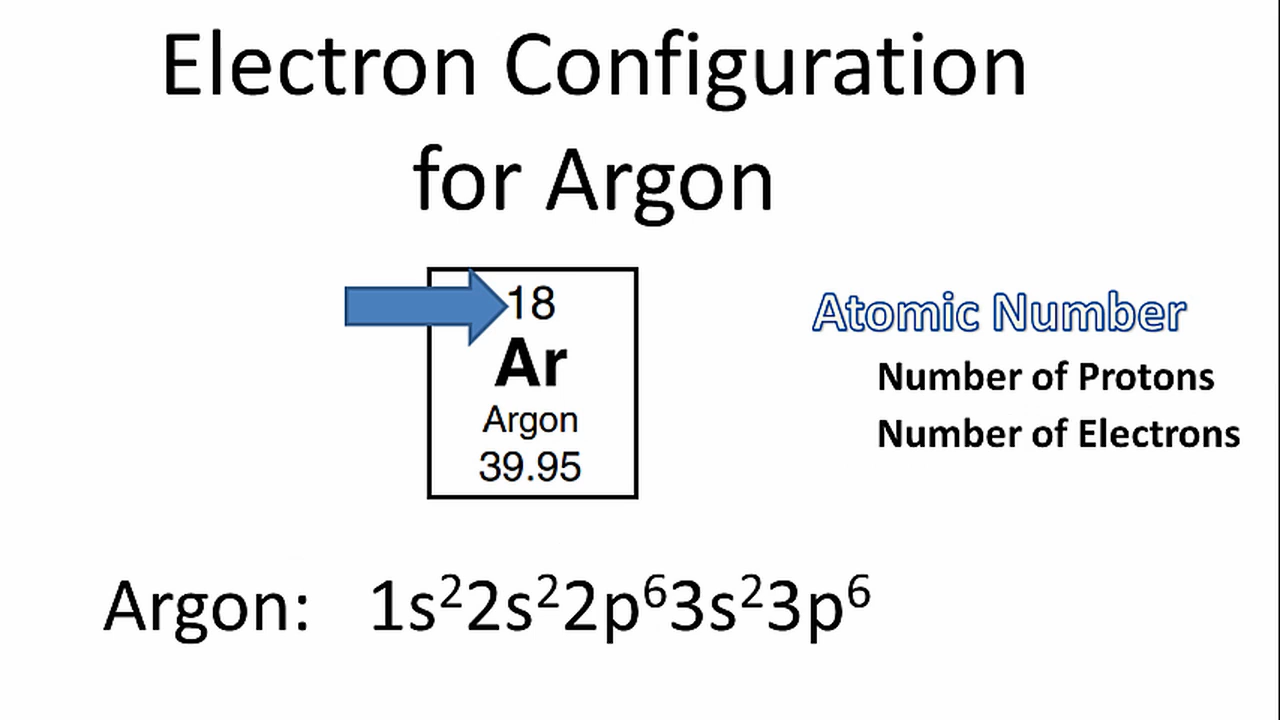 Electron Configuration
for Argon
18
Ar
Argon
39.95
Atomic Number
Number of Protons
Number of Electrons
Argon: 1s²2s²2p⁶3s²3p⁶